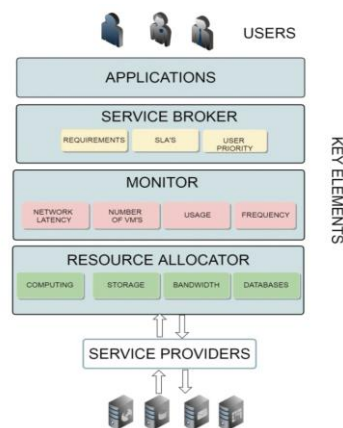 USERS
APPLICATIONS
SERVICE BROKER
REQUIREMENTS
SLA'S
USER
PRIORITY
MONITOR
NETWORK
LATENCY
NUMBER
OF VM'S
USAGE
FREQUENCY
RESOURCE ALLOCATOR
COMPUTING
STORAGE
BANDWIDTH
DATABASES
SERVICE PROVIDERS
KEY ELEMENTS